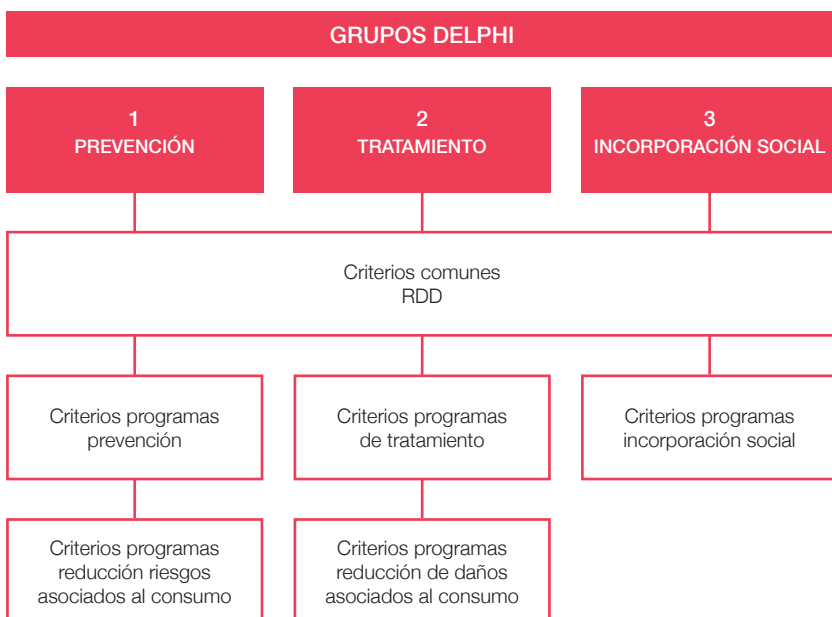 GRUPOS DELPHI
1
PREVENCIÓN
2
TRATAMIENTO
3
INCORPORACIÓN SOCIAL
Criterios comunes
RDD
Criterios programas
prevención
Criterios programas
de tratamiento
Criterios programas
incorporación social
Criterios programas
reducción riesgos
asociados al consumo
Criterios programas
reducción de daños
asociados al consumo